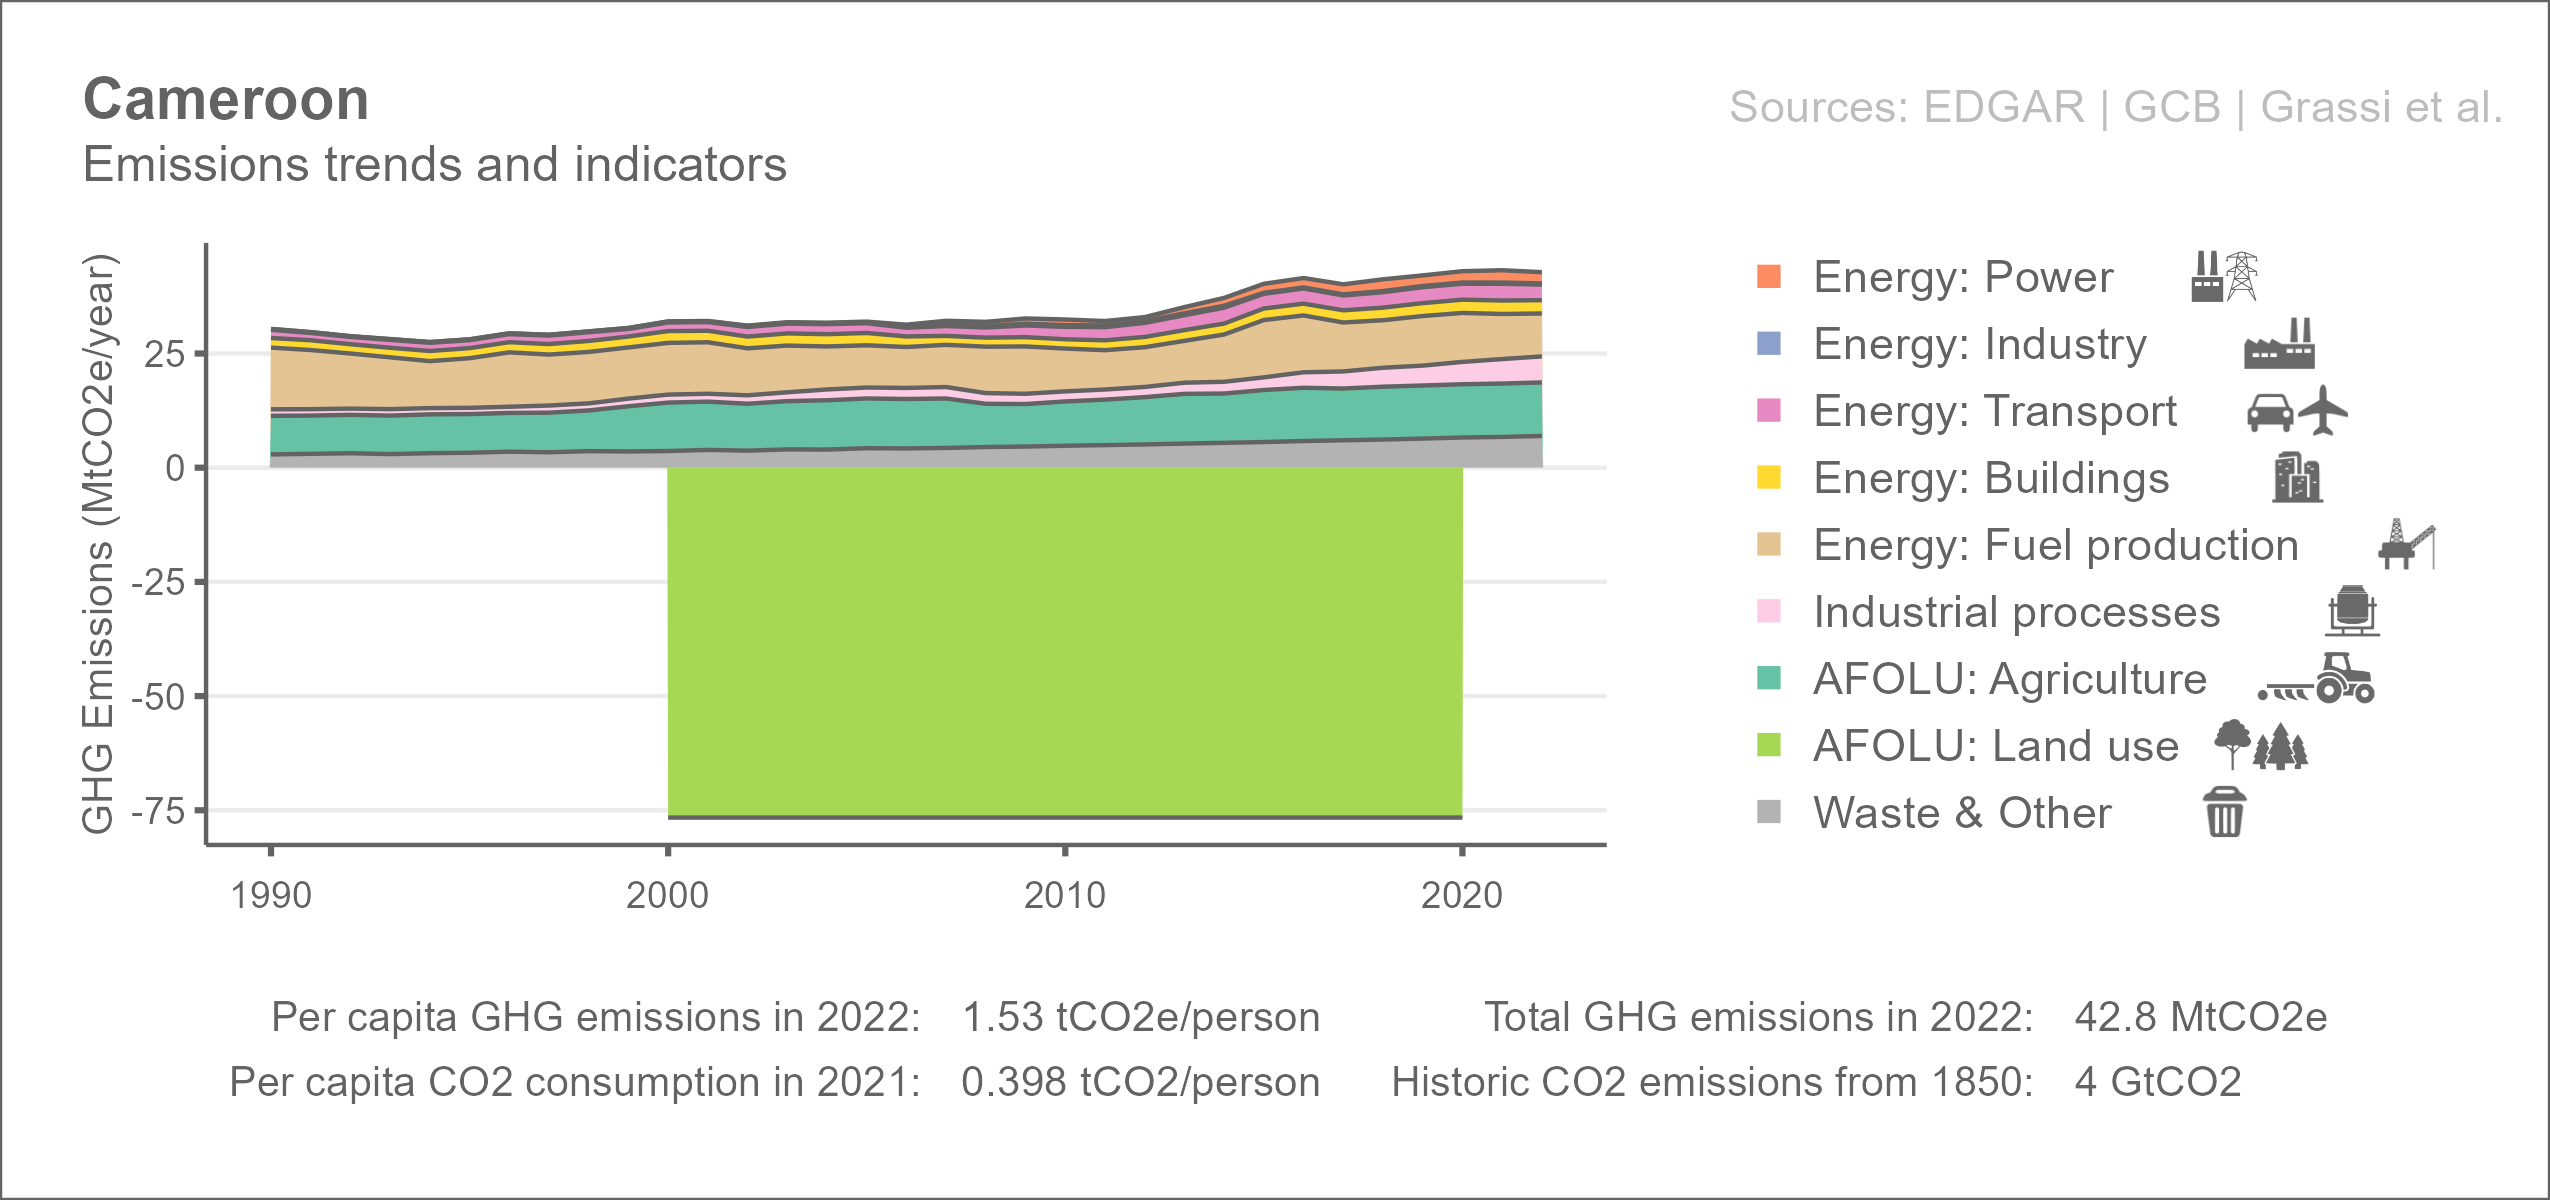 Cameroon
Sources: EDGAR | GCB | Grassi et al.
Emissions trends and indicators
GHG Emissions (MtCO2e/year)
25
0
-25
-50
-75
1990
2000
2010
2020
Energy: Power
Energy: Industry
Energy: Transport
Energy: Buildings
Energy: Fuel production
Industrial processes
AFOLU: Agriculture
AFOLU: Land use
Waste & Other
Per capita GHG emissions in 2022: 1.53 tCO2e/person
Total GHG emissions in 2022: 42.8 MtCO2e
Per capita CO2 consumption in 2021: 0.398 tCO2/person
Historic CO2 emissions from 1850: 4 GtCO2